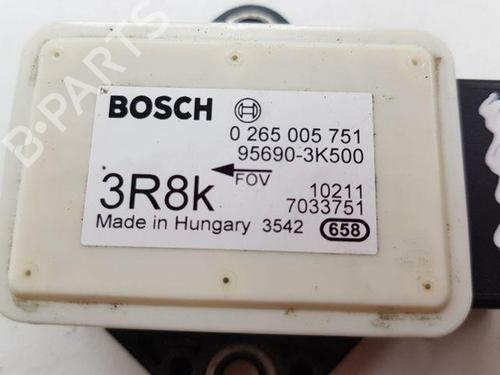 B-PARTS
BOSCH
0 265 005 751
95690-3K500
3R8k
FOV
10211
7033751
Made in Hungary 3542 658